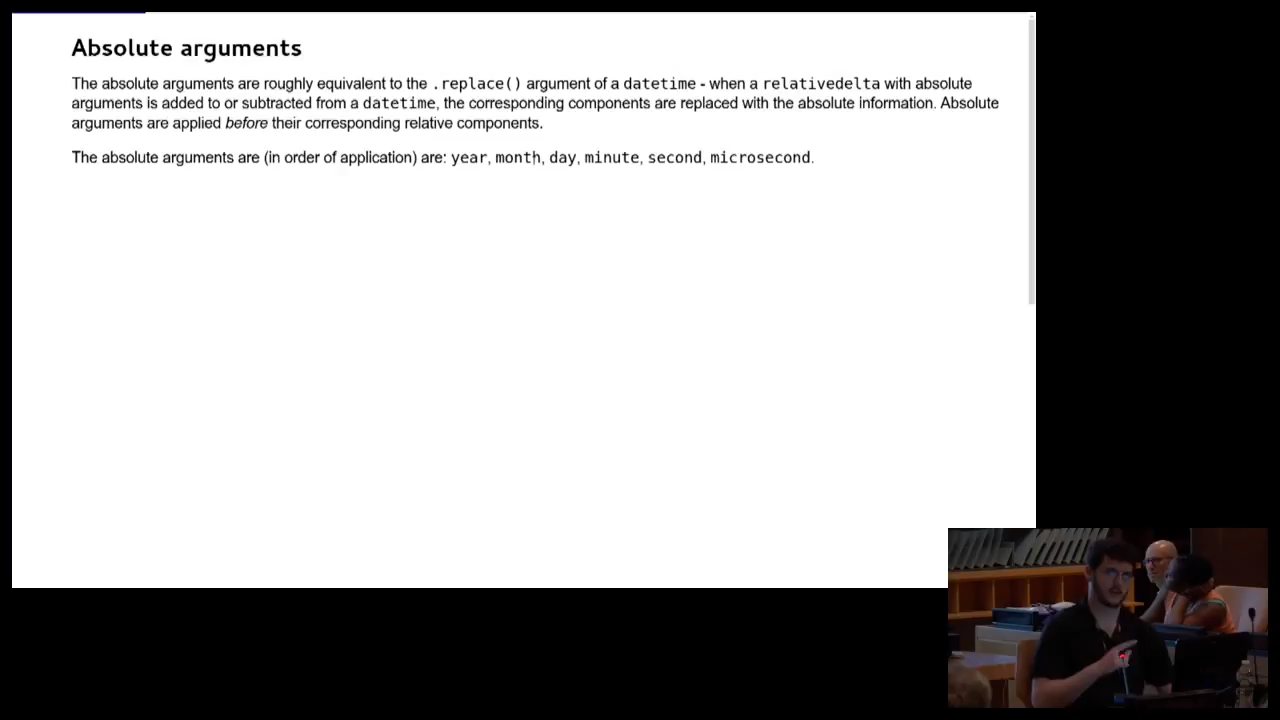 Absolute arguments
The absolute arguments are roughly equivalent to the .replace() argument of a datetime - when a relativedelta with absolute
arguments is added to or subtracted from a datetime, the corresponding components are replaced with the absolute information. Absolute
arguments are applied before their corresponding relative components.
The absolute arguments are (in order of application) are: year, month, day, minute, second, microsecond.